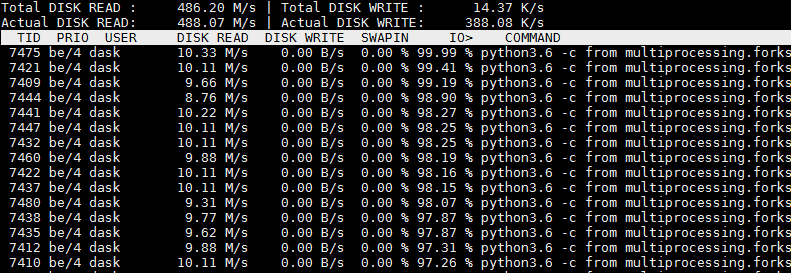 Total DISK READ :     486.20 M/s | Total DISK WRITE :      14.37 K/s
Actual DISK READ:     488.07 M/s | Actual DISK WRITE:     388.08 K/s
  TID  PRIO  USER     DISK READ  DISK WRITE  SWAPIN     IO>    COMMAND
 7475 be/4 dask       10.33 M/s    0.00 B/s  0.00 % 99.99 % python3.6 -c from multiprocessing.forks
 7421 be/4 dask       10.11 M/s    0.00 B/s  0.00 % 99.41 % python3.6 -c from multiprocessing.forks
 7409 be/4 dask        9.66 M/s    0.00 B/s  0.00 % 99.19 % python3.6 -c from multiprocessing.forks
 7444 be/4 dask        8.76 M/s    0.00 B/s  0.00 % 98.90 % python3.6 -c from multiprocessing.forks
 7441 be/4 dask       10.22 M/s    0.00 B/s  0.00 % 98.27 % python3.6 -c from multiprocessing.forks
 7447 be/4 dask       10.11 M/s    0.00 B/s  0.00 % 98.25 % python3.6 -c from multiprocessing.forks
 7432 be/4 dask       10.11 M/s    0.00 B/s  0.00 % 98.25 % python3.6 -c from multiprocessing.forks
 7460 be/4 dask        9.88 M/s    0.00 B/s  0.00 % 98.19 % python3.6 -c from multiprocessing.forks
 7422 be/4 dask       10.11 M/s    0.00 B/s  0.00 % 98.16 % python3.6 -c from multiprocessing.forks
 7437 be/4 dask       10.11 M/s    0.00 B/s  0.00 % 98.15 % python3.6 -c from multiprocessing.forks
 7480 be/4 dask        9.31 M/s    0.00 B/s  0.00 % 98.07 % python3.6 -c from multiprocessing.forks
 7438 be/4 dask        9.77 M/s    0.00 B/s  0.00 % 97.87 % python3.6 -c from multiprocessing.forks
 7435 be/4 dask        9.62 M/s    0.00 B/s  0.00 % 97.87 % python3.6 -c from multiprocessing.forks
 7412 be/4 dask        9.88 M/s    0.00 B/s  0.00 % 97.31 % python3.6 -c from multiprocessing.forks
 7410 be/4 dask       10.11 M/s    0.00 B/s  0.00 % 97.26 % python3.6 -c from multiprocessing.forks